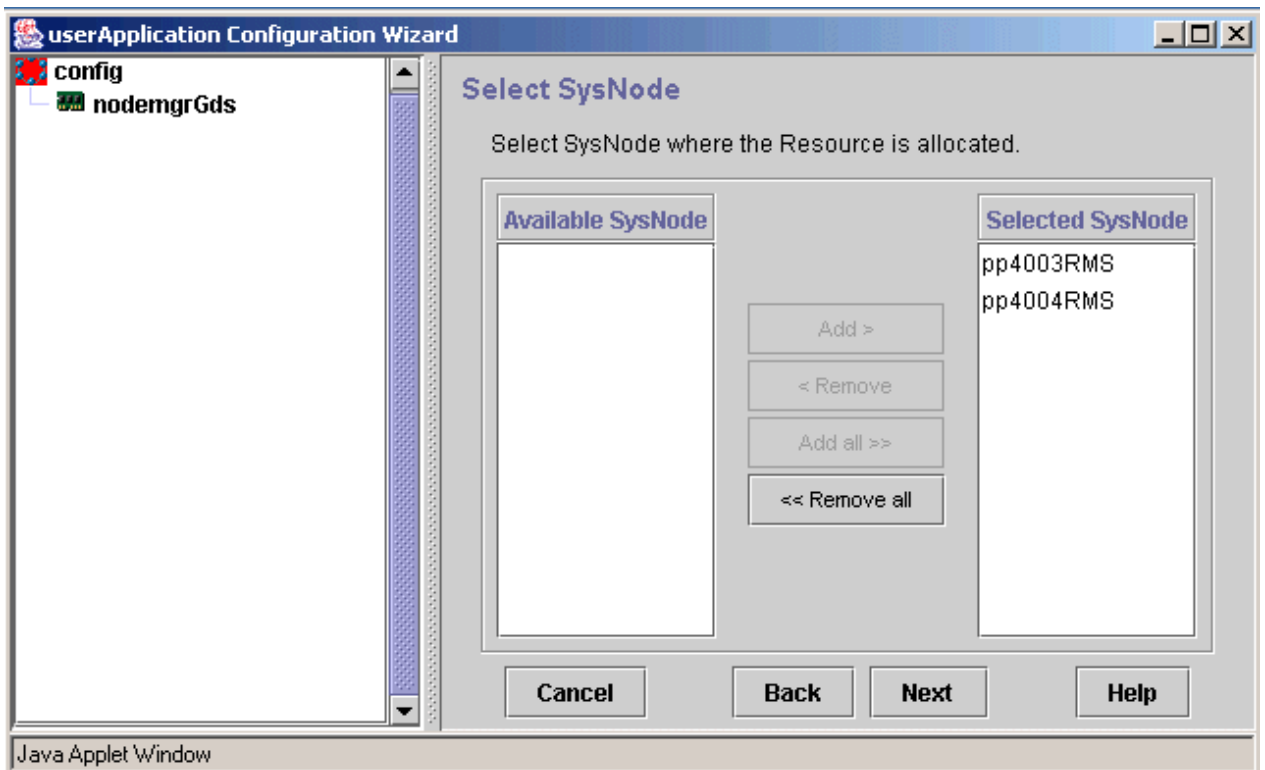 userApplication Configuration Wizard
config
nodemgrGds
Select SysNode
Select SysNode where the Resource is allocated.
Available SysNode
Selected SysNode
pp4003RMS
pp4004RMS
Add >
< Remove
Add all >>
<< Remove all
Cancel
Back
Next
Help
Java Applet Window